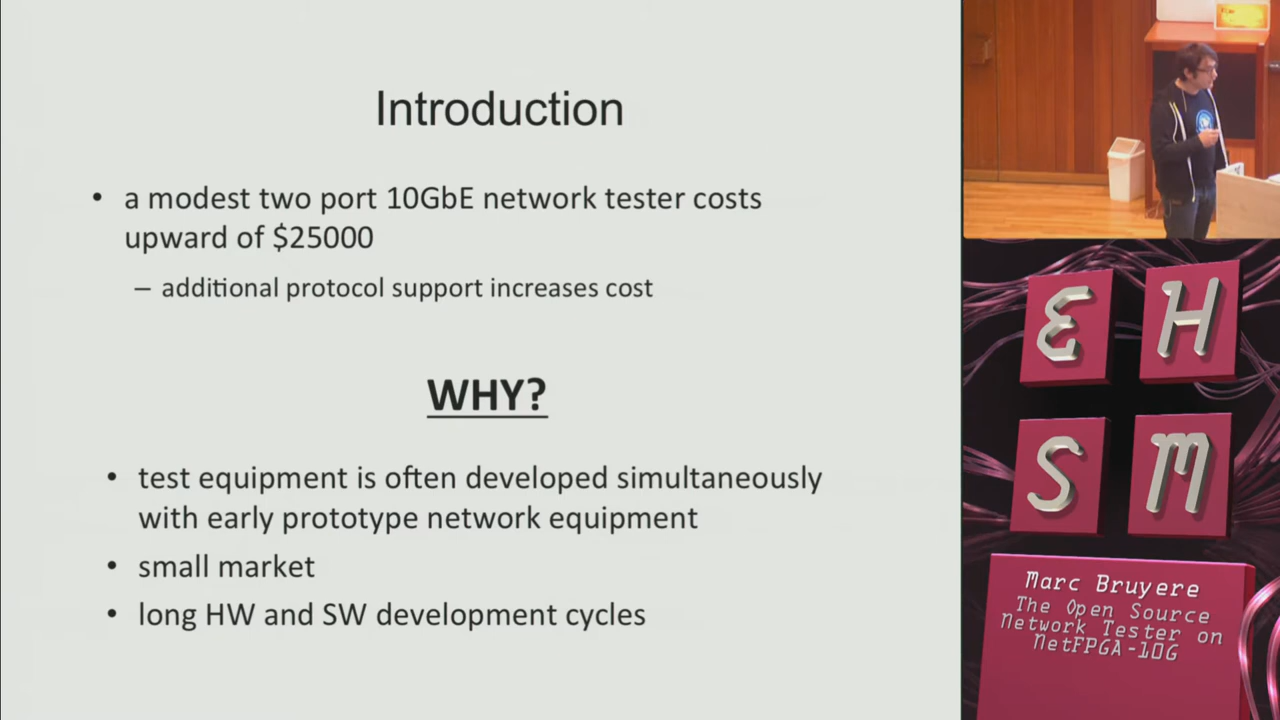 Introduction
• a modest two port 10GbE network tester costs
upward of $25000
– additional protocol support increases cost
WHY?
• test equipment is often developed simultaneously
with early prototype network equipment
• small market
• long HW and SW development cycles
E H
S M
Marc Bruyere
The Open Source
Network Tester on
NetFPGA-10G